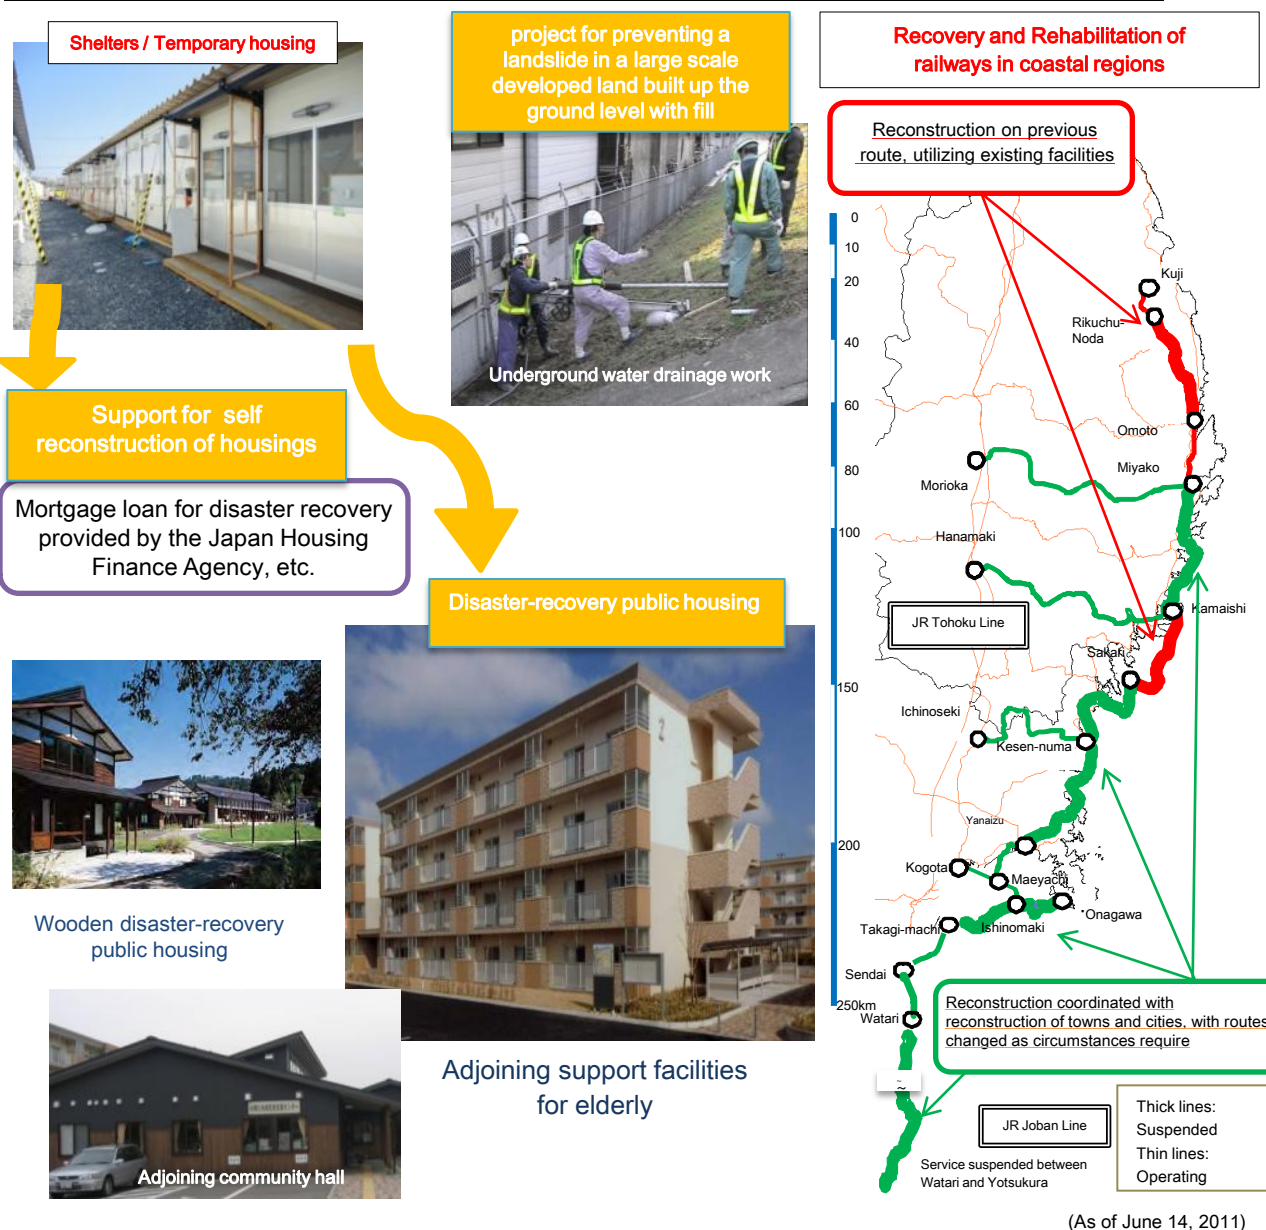 Shelters / Temporary housing
project for preventing a
landslide in a large scale
developed land built up the
ground level with fill
Underground water drainage work
Support for self
reconstruction of housings
Mortgage loan for disaster recovery
provided by the Japan Housing
Finance Agency, etc.
Disaster-recovery public housing
2
Wooden disaster-recovery
public housing
Adjoining support facilities
for elderly
Adjoining community hall
Recovery and Rehabilitation of
railways in coastal regions
Reconstruction on previous
route, utilizing existing facilities
0
10
20
40
60
80
100
150
200
250km
Kuji
Rikuchu-
Noda
Omoto
Miyako
Morioka
Hanamaki
Kamaishi
JR Tohoku Line
Sakari
Ichinoseki
Kesen-numa
Yanaizu
Kogota
Maeyachi
Onagawa
Takagi-machi
Ishinomaki
Sendai
Watari
~
~
Reconstruction coordinated with
reconstruction of towns and cities, with routes
changed as circumstances require
JR Joban Line
Service suspended between
Watari and Yotsukura
Thick lines:
Suspended
Thin lines:
Operating
(As of June 14, 2011)